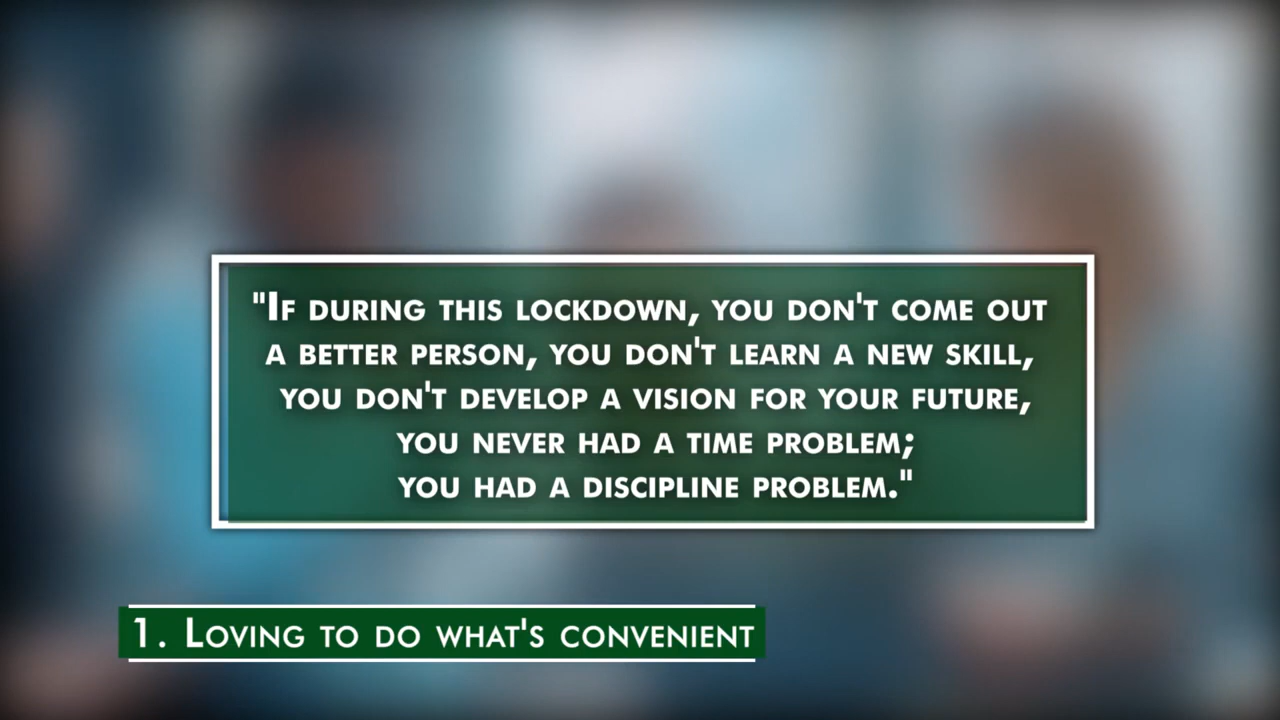 "If during this lockdown, you don't come out
a better person, you don't learn a new skill,
you don't develop a vision for your future,
you never had a time problem;
you had a discipline problem."
1. Loving to do what's convenient